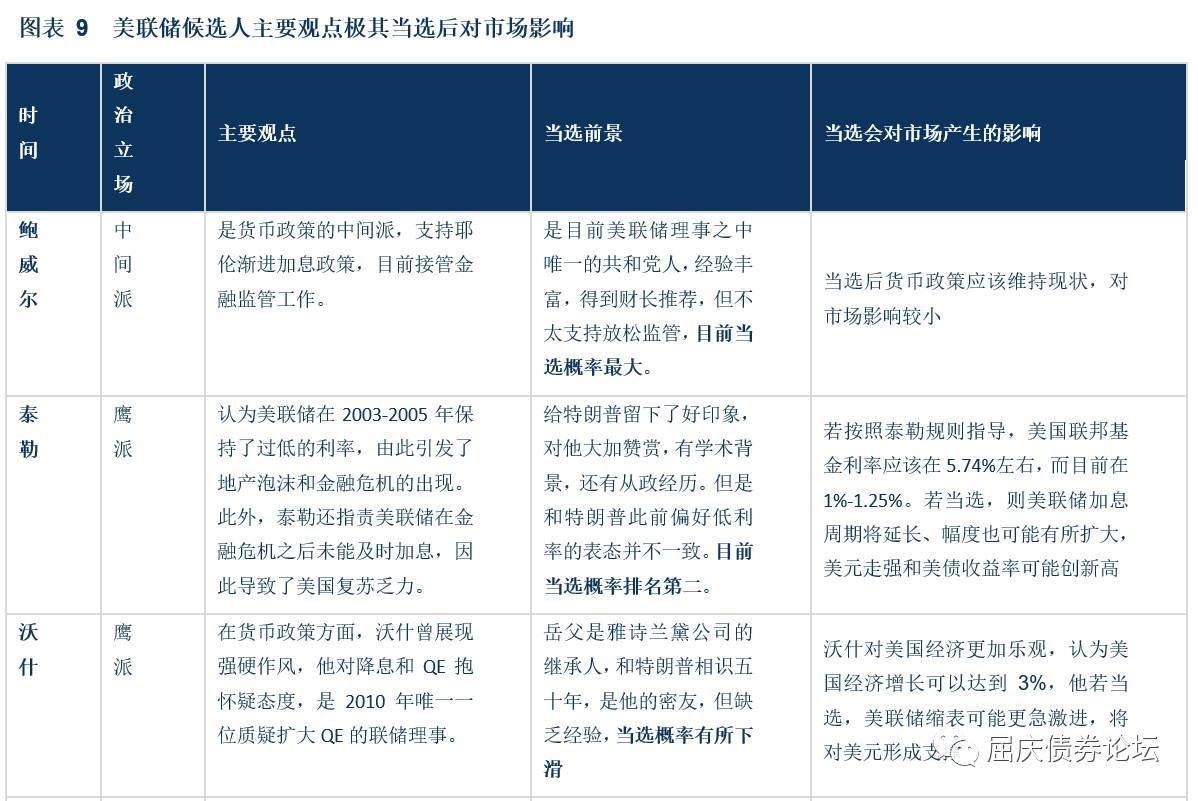 图表 9 美联储候选人主要观点极其当选后对市场影响
时
间
政
治
立
场
主要观点
当选前景
当选会对市场产生的影响
鲍
威
尔
中
间
派
是货币政策的中间派，支持耶
伦渐进加息政策，目前接管金
融监管工作。
是目前美联储理事之中
唯一的共和党人，经验丰
富，得到财长推荐，但不
太支持放松监管，目前当
选概率最大。
当选后货币政策应该维持现状，对
市场影响较小
泰
勒
鹰
派
认为美联储在 2003-2005 年保
持了过低的利率，由此引发了
地产泡沫和金融危机的出现。
此外，泰勒还指责美联储在金
融危机之后未能及时加息，因
此导致了美国复苏乏力。
给特朗普留下了好印象，
对他大加赞赏，有学术背
景，还有从政经历。但是
和特朗普此前偏好低利
率的表态并不一致。目前
当选概率排名第二。
若按照泰勒规则指导，美国联邦基
金利率应该在 5.74%左右，而目前在
1%-1.25%。若当选，则美联储加息
周期将延长、幅度也可能有所扩大，
美元走强和美债收益率可能创新高
沃
什
鹰
派
在货币政策方面，沃什曾展现
强硬作风，他对降息和 QE 抱
怀疑态度，是 2010 年唯一一
位质疑扩大 QE 的联储理事。
岳父是雅诗兰黛公司的
继承人，和特朗普相识五
十年，是他的密友，但缺
乏经验，当选概率有所下
滑
沃什对美国经济更加乐观，认为美
国经济增长可以达到 3%，他若当
选，美联储缩表可能更急激进，将
对美元形成支
屈庆债券论坛